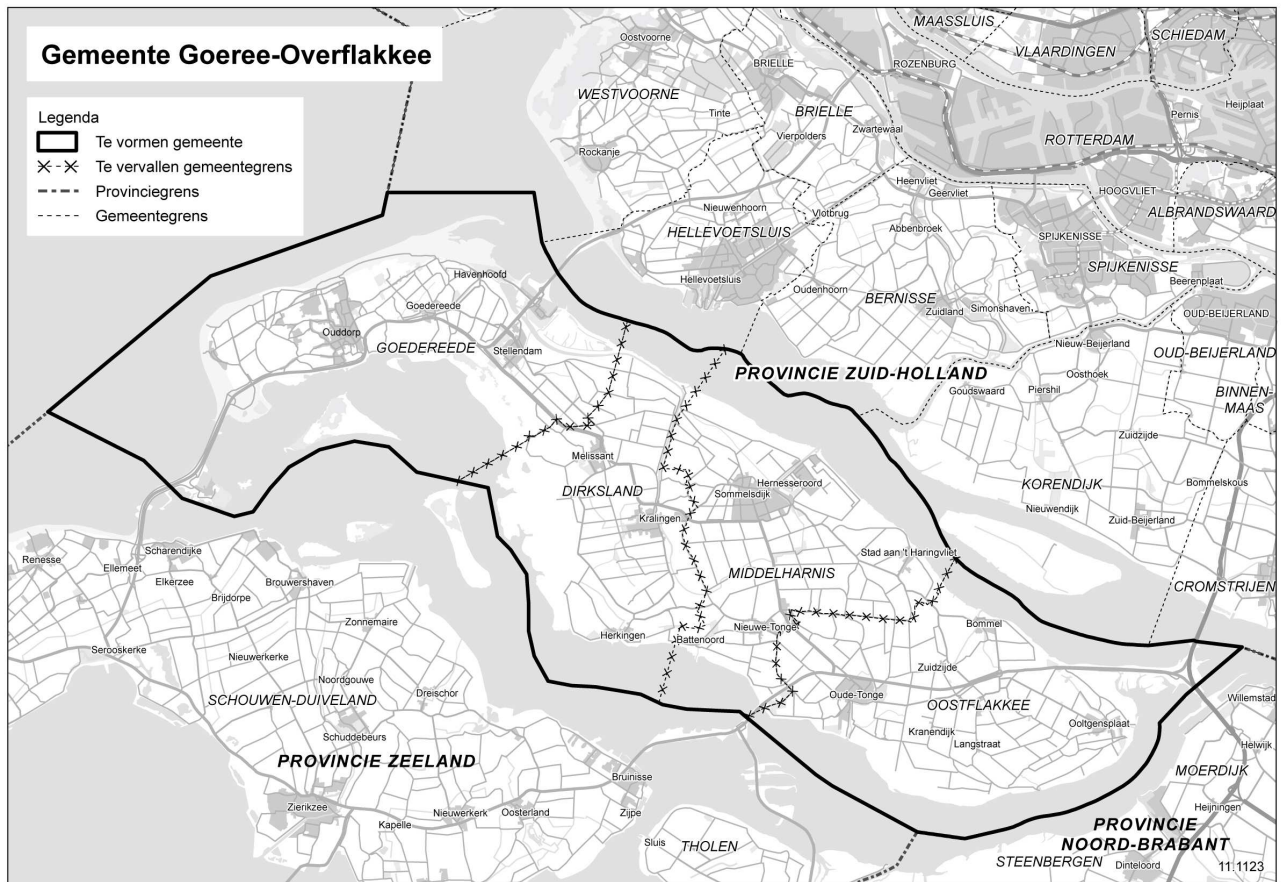 Gemeente Goeree-Overflakkee
Legenda
Te vormen gemeente
Te vervallen gemeentegrens
Provinciegrens
Gemeentegrens
MAASSLUIS
SCHIEDAM
VLAARDINGEN
Oostvoorne
BRIELLE
ROZENBURG
WESTVOORNE
Tinte
BRIELLE
Vierpolders
Zwartewaal
Heijplaat
Pernis
ROTTERDAM
Rockanje
Heenvliet
Geervliet
HOOGVLIET
Nieuwenhoorn
Vlotbrug
ALBRANDSWAARD
HELLEVOETSLUIS
Abbenbroek
SPIJKENISSE
Hellevoetsluis
SPIJKENISSE
Beerenplaat
Havenhoofd
Oudenhoorn
BERNISSE
Zuidland
Simonshaven
Goedereede
OUD-BEIJERLAND
Ouddorp
GOEDEREEDE
Stellendam
Nieuw-Beijerland
OUD-BEIJERLAND
PROVINCIE ZUID-HOLLAND
Oosthoek
Goudswaard
Piershil
BINNEN-
MAAS
Zuidzijde
Melissant
DIRKSLAND
Hernesseroord
Sommelsdijk
KORENDIJK
Bommelskous
Nieuwendijk
Zuid-Beijerland
Kralingen
Stad aan 't Haringvliet
Renesse
Scharendijke
Ellemeet
Elkerzee
Brouwershaven
Brijdorpe
MIDDELHARNIS
CROMSTRIJEN
Zonnemaire
Herkingen
Battenoord
Nieuwe-Tonge
Bommel
Serooskerke
Nieuwerkerke
Zuidzijde
Noordgouwe
Dreischor
SCHOUWEN-DUIVELAND
Oude-Tonge
OOSTFLAKKEE
Willemstad
Ooltgensplaat
Schuddebeurs
Kranendijk
Langstraat
Helwijk
PROVINCIE ZEELAND
Bruinisse
MOERDIJK
Zierikzee
Nieuwerkerk
Oosterland
Zijpe
Heijningen
Kapelle
PROVINCIE
NOORD-BRABANT
Sluis
THOLEN
STEENBERGEN
Dinteloord
11.1123